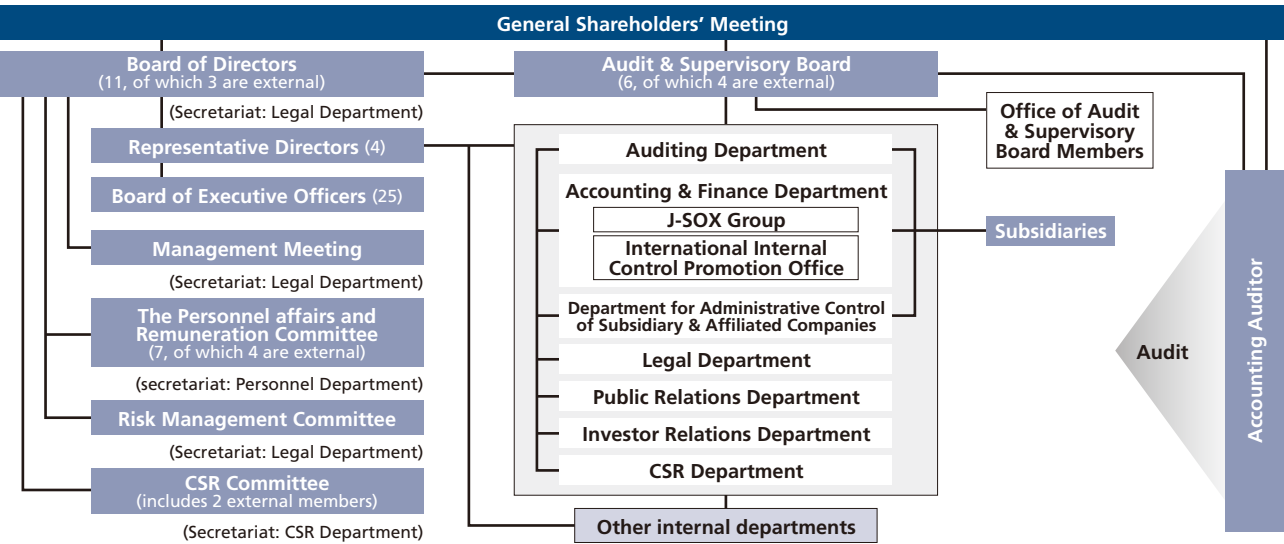 General Shareholders' Meeting
Board of Directors
(11, of which 3 are external)
(Secretariat: Legal Department)
Representative Directors (4)
Board of Executive Officers (25)
Management Meeting
(Secretariat: Legal Department)
The Personnel affairs and
Remuneration Committee
(7, of which 4 are external)
(secretariat: Personnel Department)
Risk Management Committee
(Secretariat: Legal Department)
CSR Committee
(includes 2 external members)
(Secretariat: CSR Department)
Audit & Supervisory Board
(6, of which 4 are external)
Office of Audit
& Supervisory
Board Members
Auditing Department
Accounting & Finance Department
J-SOX Group
International Internal
Control Promotion Office
Department for Administrative Control
of Subsidiary & Affiliated Companies
Legal Department
Public Relations Department
Investor Relations Department
CSR Department
Other internal departments
Subsidiaries
Audit
Accounting Auditor